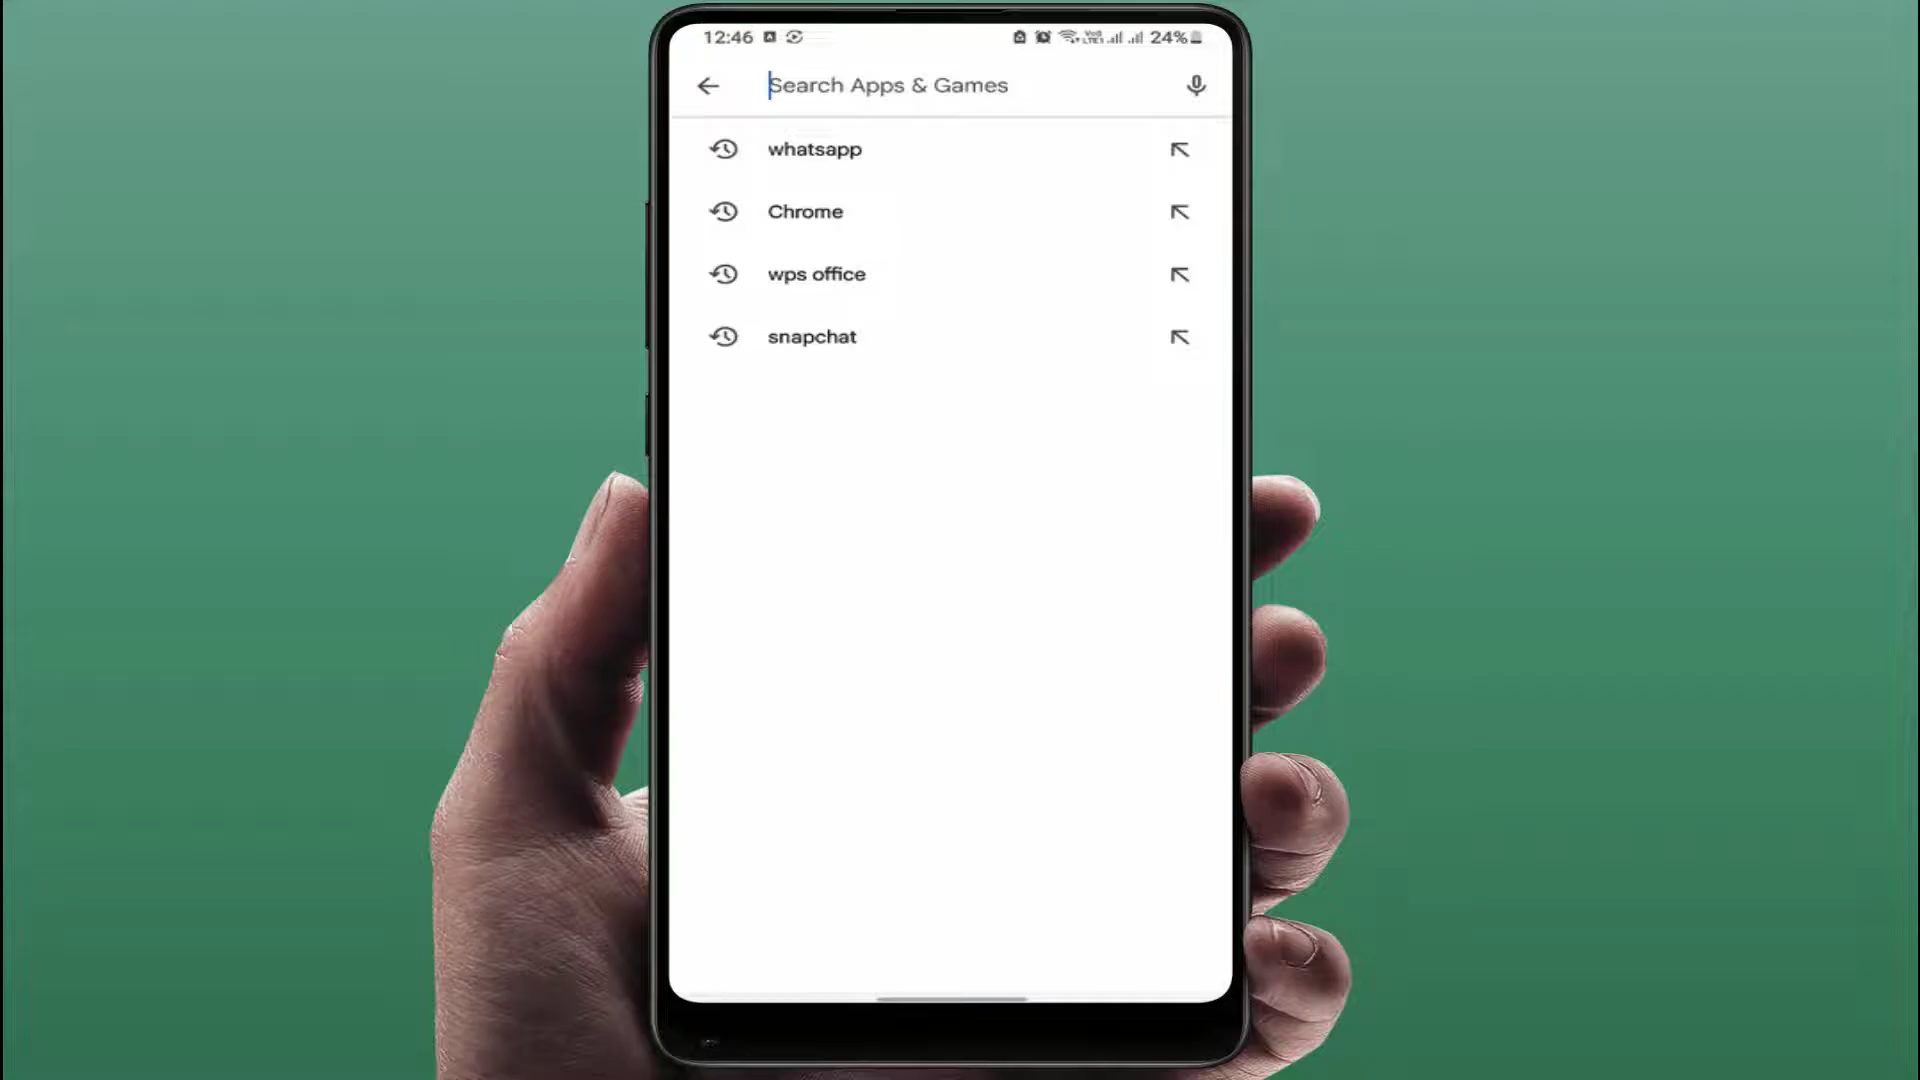 12:46 24%
Search Apps & Games
whatsapp
Chrome
wps office
snapchat